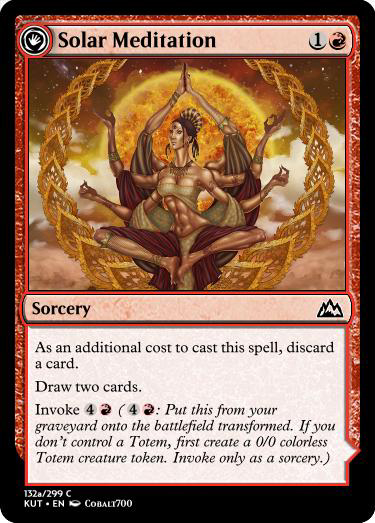 Solar Meditation 1
Sorcery
As an additional cost to cast this spell, discard
a card.
Draw two cards.
Invoke 4 ( 4 : Put this from your
graveyard onto the battlefield transformed. If you
don't control a Totem, first create a 0/0 colorless
Totem creature token. Invoke only as a sorcery.)
132a/299 C
KUT • EN Cobalt700